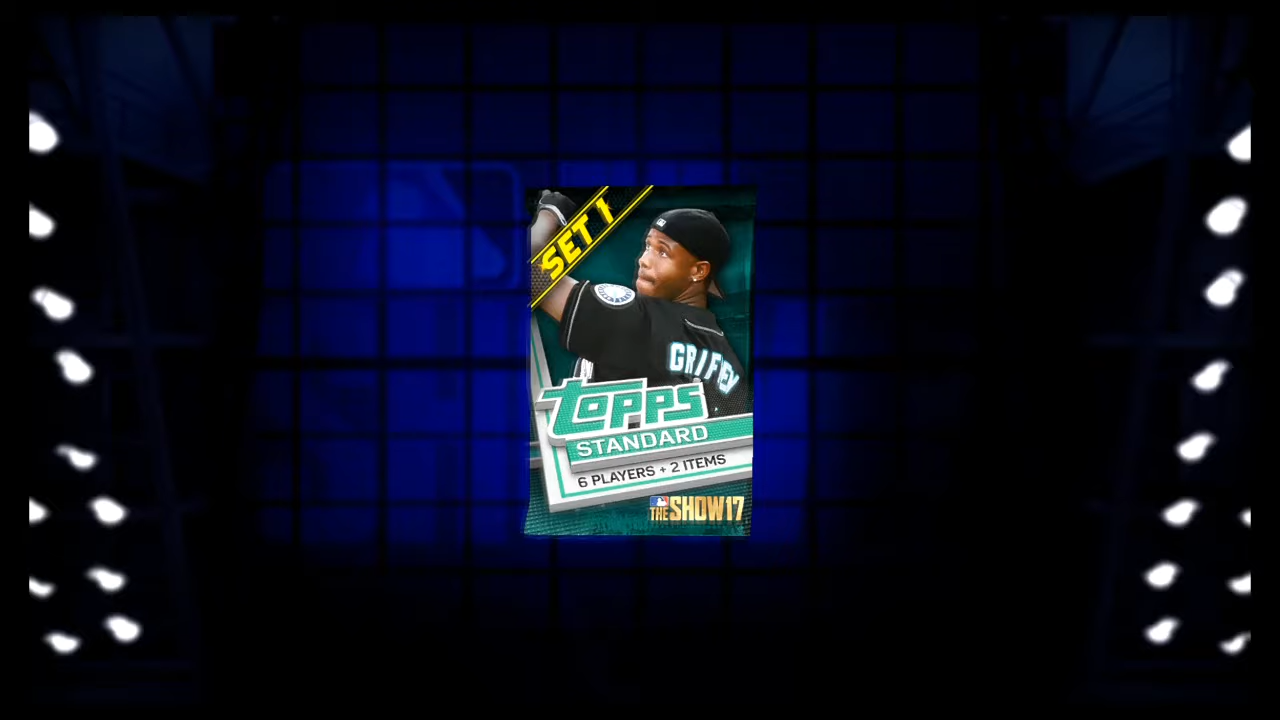 SET 1
GRIFFEY
topps
STANDARD
6 PLAYERS + 2 ITEMS
THE SHOW17